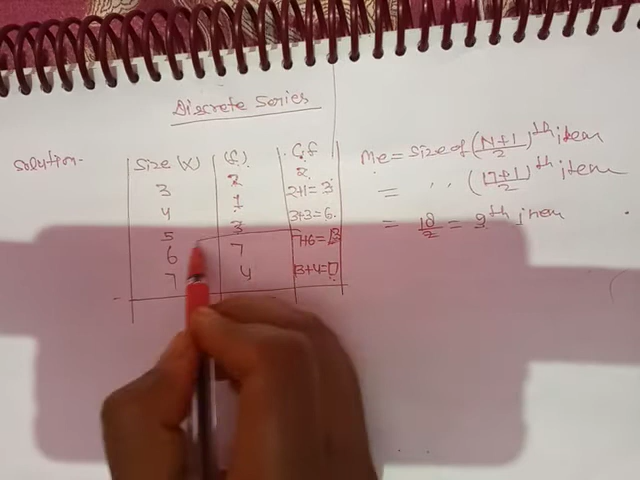 Discrete Series
Solution-
Size (X) (f) C.f
3 2 2
4 1 2+1=3
5 3 3+3=6
6 7 7+6=13
7 4 13+4=17
Me = Size of (N+1/2)th item
= ,, (17+1/2)th item
= 18/2 = 9th item